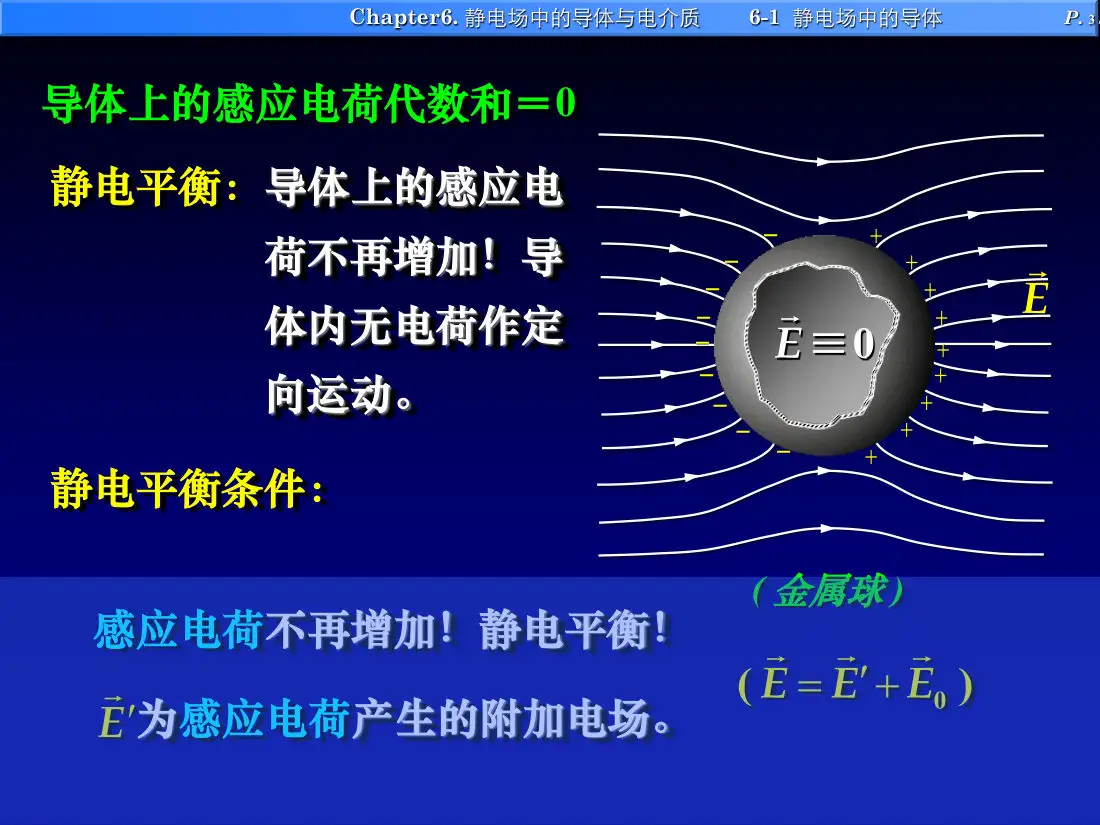 Chapter6. 静电场中的导体与电介质 6-1 静电场中的导体 P. 3
导体上的感应电荷代数和＝0
静电平衡：导体上的感应电
荷不再增加！导
体内无电荷作定
向运动。
静电平衡条件：
E⃗
E⃗ ≡ 0
(金属球)
感应电荷不再增加！静电平衡！
( E⃗ = E⃗′ + E⃗₀ )
E⃗′为感应电荷产生的附加电场。